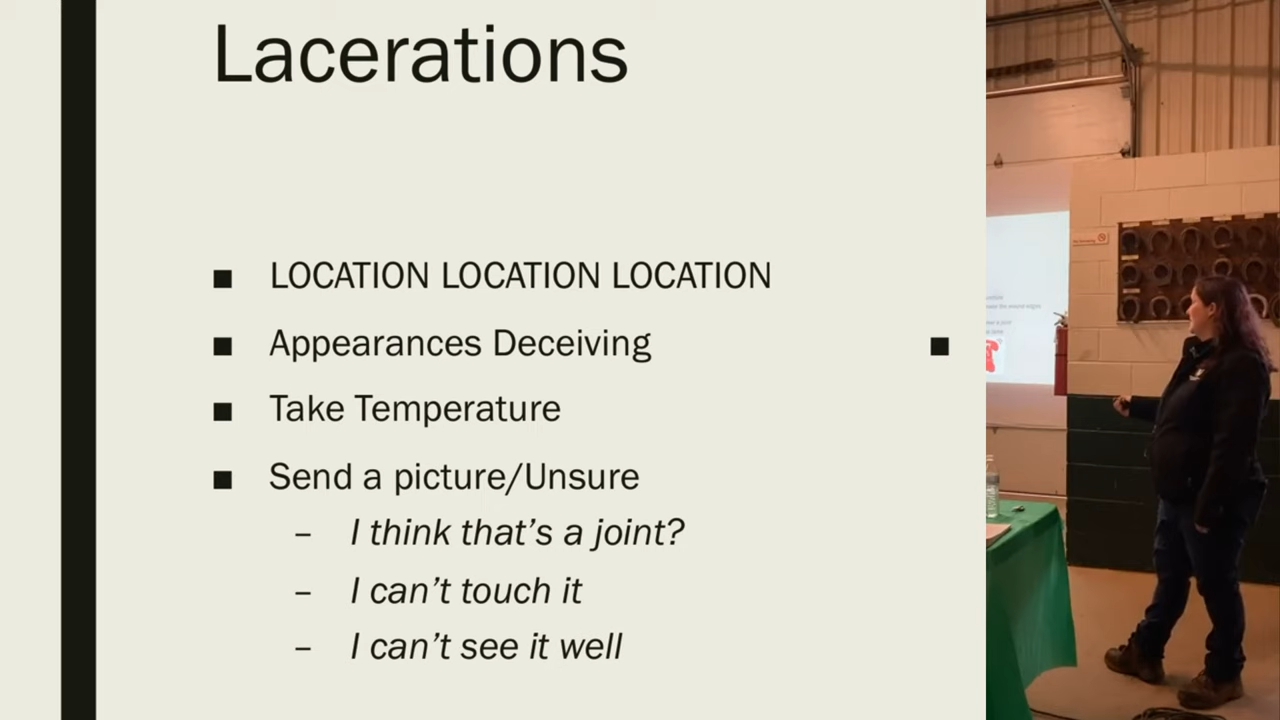 Lacerations
■ LOCATION LOCATION LOCATION
■ Appearances Deceiving
■ Take Temperature
■ Send a picture/Unsure
– I think that’s a joint?
– I can’t touch it
– I can’t see it well